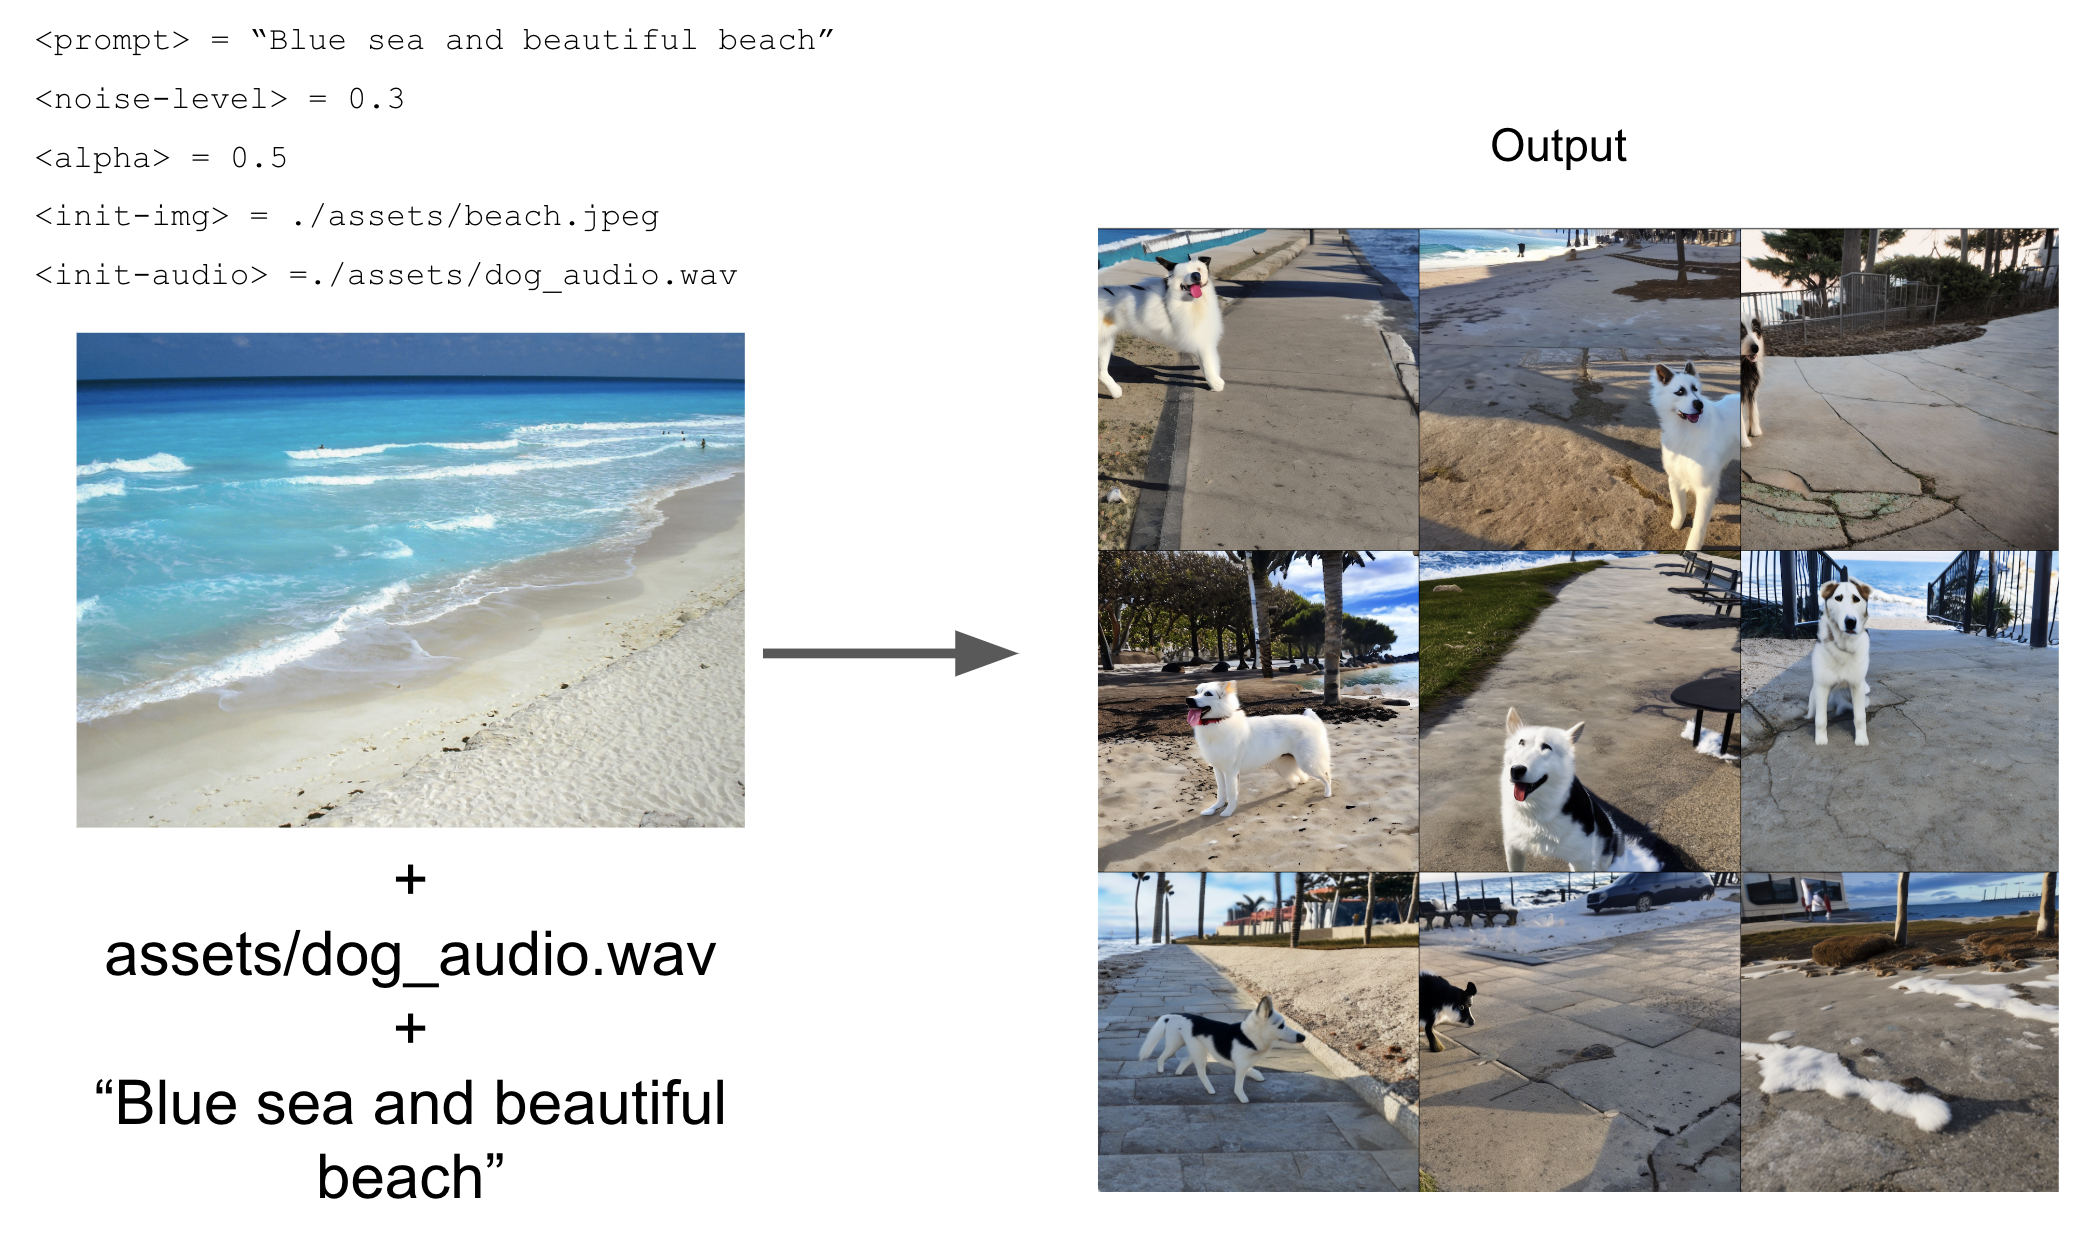 <prompt> = “Blue sea and beautiful beach”
<noise-level> = 0.3
<alpha> = 0.5
<init-img> = ./assets/beach.jpeg
<init-audio> =./assets/dog_audio.wav
Output
+
assets/dog_audio.wav
+
“Blue sea and beautiful
beach”